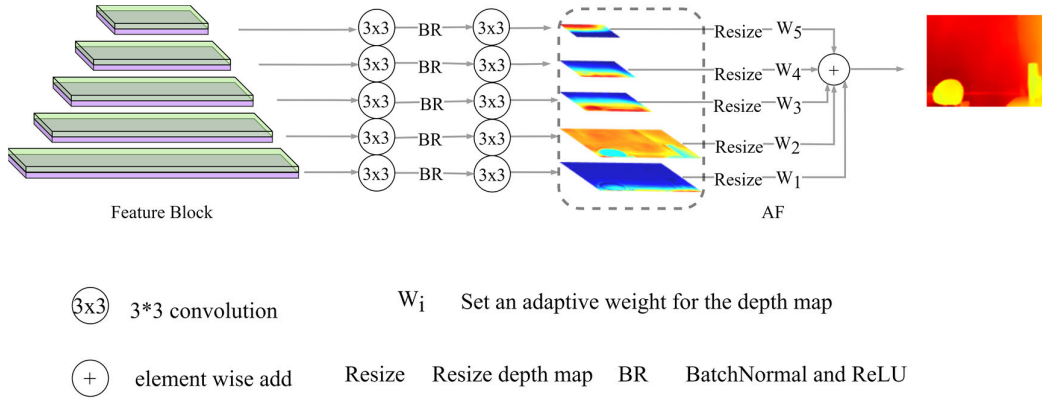 3x3 BR 3x3 Resize W5
3x3 BR 3x3 Resize W4
3x3 BR 3x3 Resize W3
3x3 BR 3x3 Resize W2
3x3 BR 3x3 Resize W1
+
Feature Block AF
3x3 3*3 convolution Wi Set an adaptive weight for the depth map
+ element wise add Resize Resize depth map BR BatchNormal and ReLU